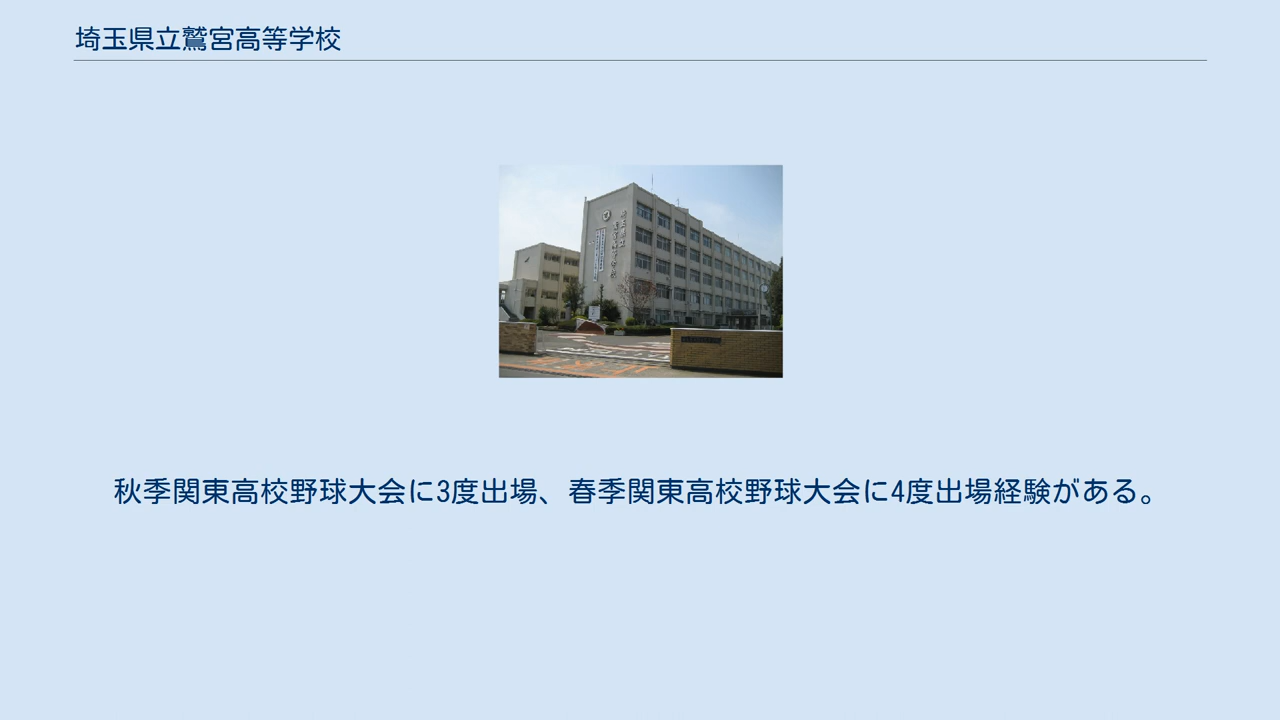 埼玉県立鷲宮高等学校
秋季関東高校野球大会に3度出場、春季関東高校野球大会に4度出場経験がある。